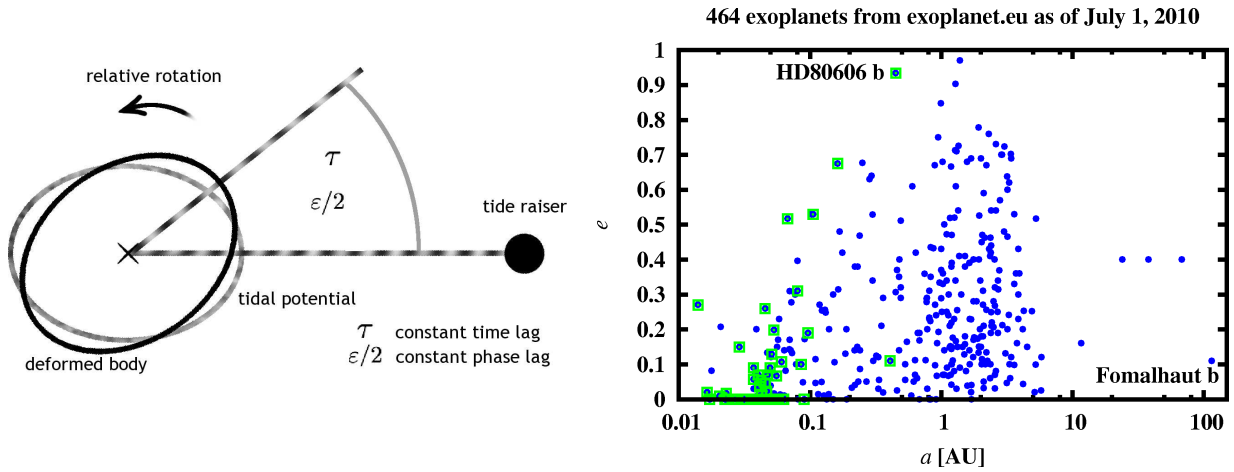 relative rotation
τ
ε/2
tide raiser
tidal potential
τ constant time lag
ε/2 constant phase lag
deformed body
464 exoplanets from exoplanet.eu as of July 1, 2010
1
0.9
0.8
0.7
0.6
0.5
0.4
0.3
0.2
0.1
0
e
HD80606 b
Fomalhaut b
0.01 0.1 1 10 100
a [AU]